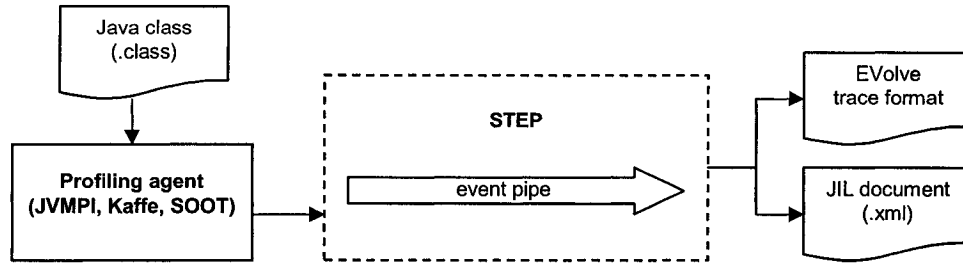 Java class
(.class)
Profiling agent
(JVMPI, Kaffe, SOOT)
STEP
event pipe
EVolve
trace format
JIL document
(.xml)